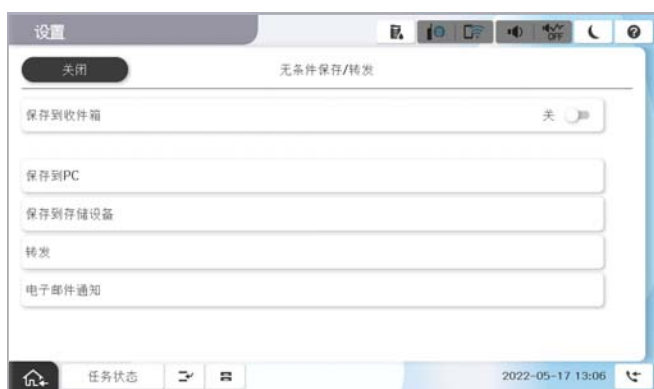 设置
OFF
关闭
无条件保存/转发
保存到收件箱
关
保存到PC
保存到存储设备
转发
电子邮件通知
任务状态
2022-05-17 13:06